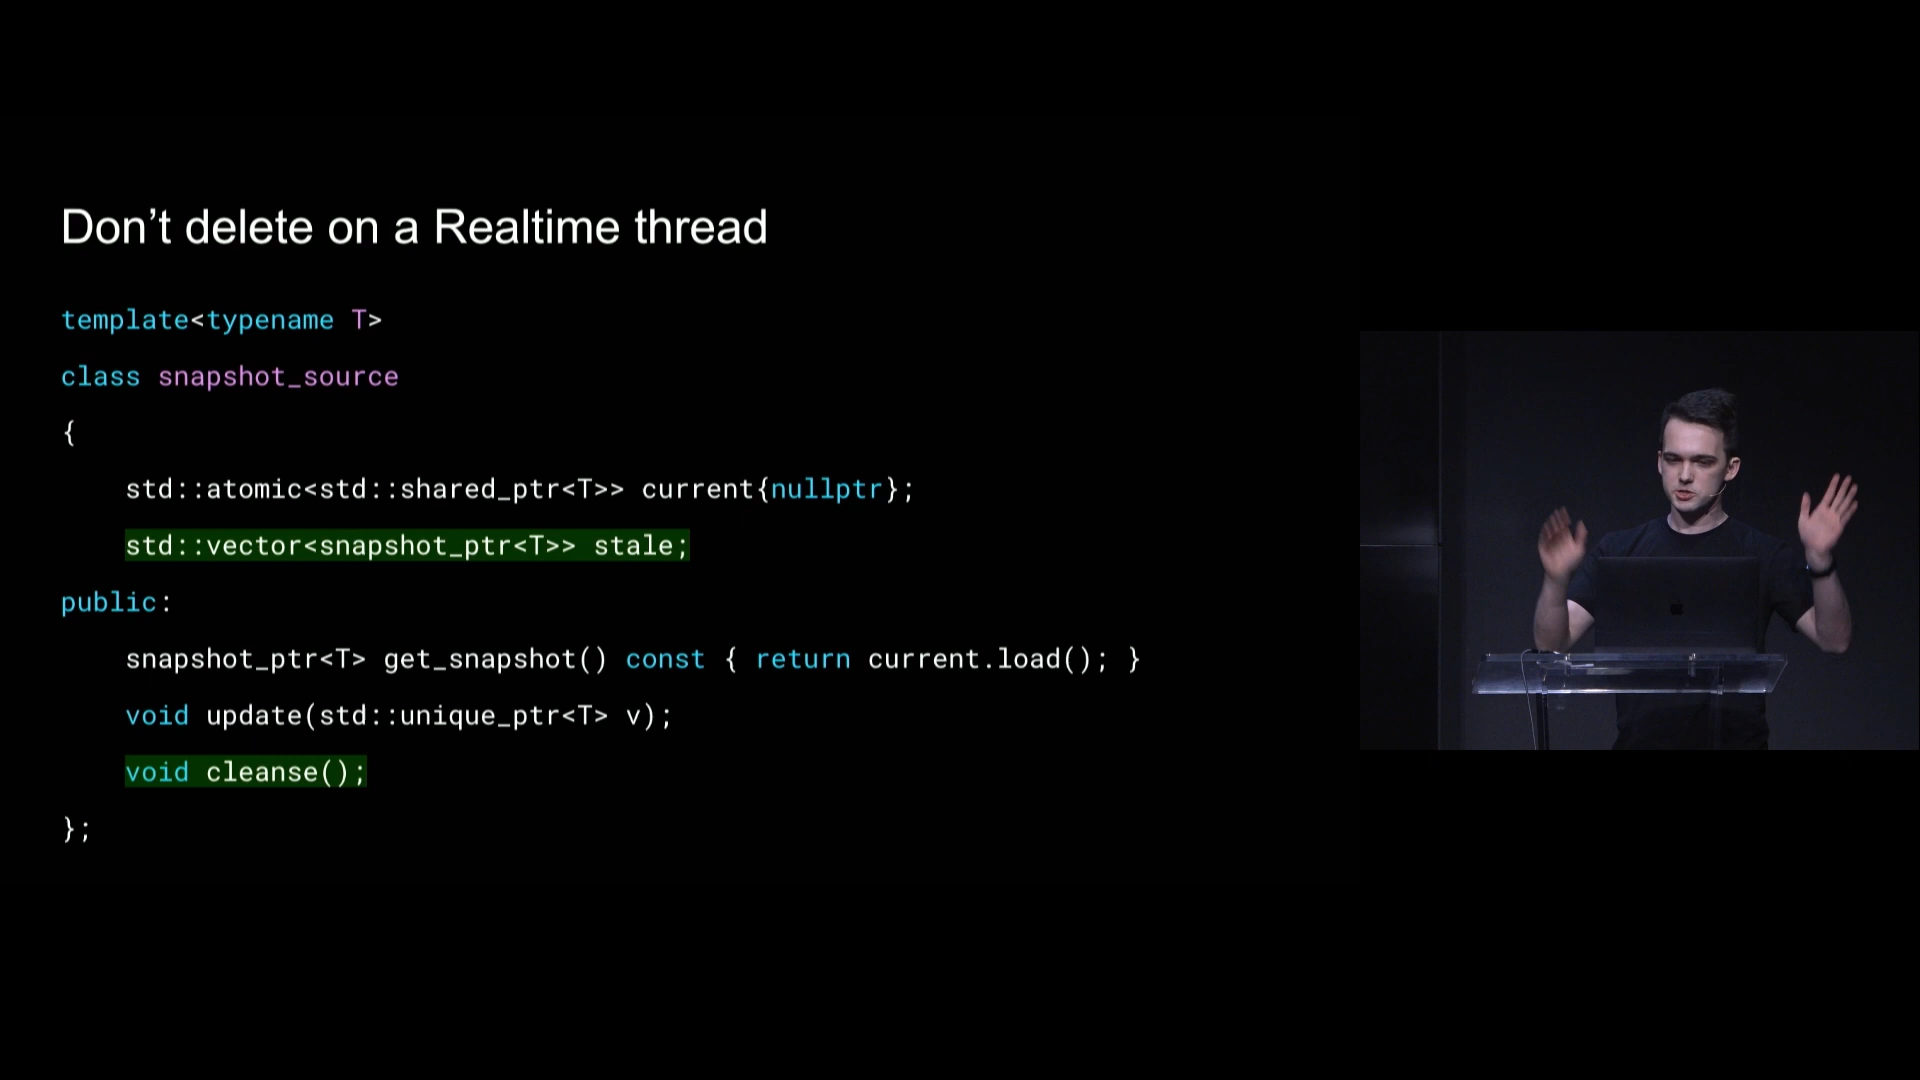 Don’t delete on a Realtime thread
template<typename T>
class snapshot_source
{
std::atomic<std::shared_ptr<T>> current{nullptr};
std::vector<snapshot_ptr<T>> stale;
public:
snapshot_ptr<T> get_snapshot() const { return current.load(); }
void update(std::unique_ptr<T> v);
void cleanse();
};